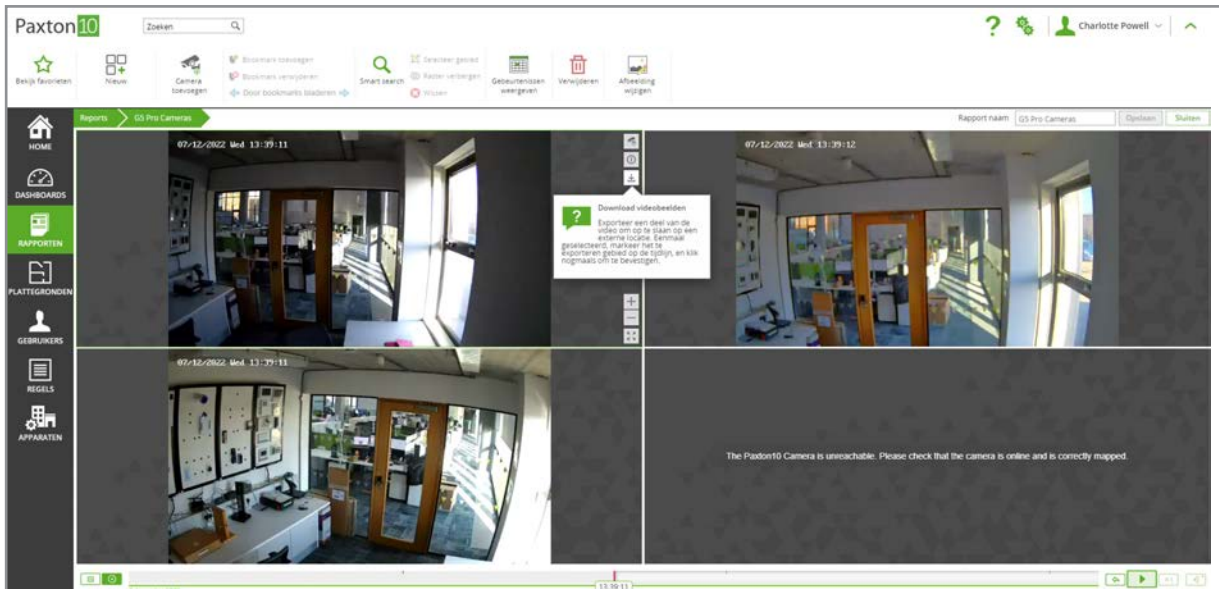 Paxton 10
Zoeken
Charlotte Powell
Bekijk favorieten
Nieuw
Camera toevoegen
Bookmark toevoegen
Bookmark verwijderen
Door bookmarks bladeren
Smart search
Selecteer gebied
Raster verbergen
Wissen
Gebeurtenissen weergeven
Verwijderen
Afbeelding wijzigen
HOME
DASHBOARDS
RAPPORTEN
PLATTEGRONDEN
GEBRUIKERS
REGELS
APPARATEN
Reports
GS Pro Cameras
Rapport naam
GS Pro Cameras
Opslaan
Sluiten
07/12/2022 Wed 13:39:11
07/12/2022 Wed 13:39:12
Download videobeelden
Exporteer een deel van de
video om op te slaan op een
externe locatie. Eenmaal
geselecteerd, markeer het te
exporteren gebied op de tijdlijn, en klik
nogmaals om te bevestigen.
07/12/2022 Wed 13:39:11
The Paxton10 Camera is unreachable. Please check that the camera is online and is correctly mapped.
13:39:11